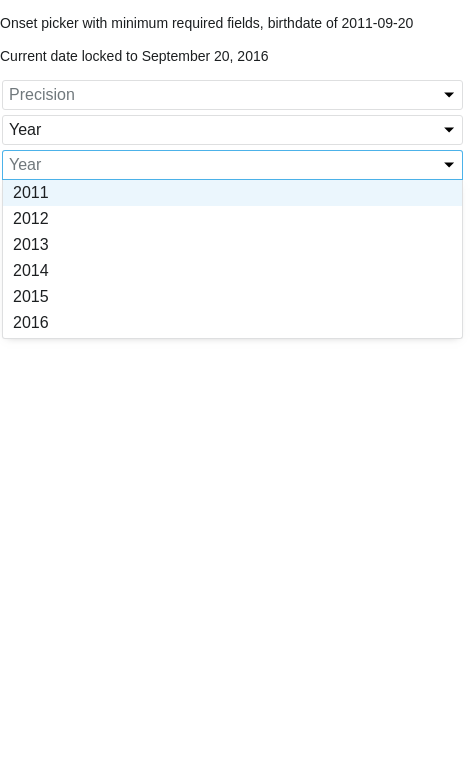 Onset picker with minimum required fields, birthdate of 2011-09-20
Current date locked to September 20, 2016
Precision
Year
Year
2011
2012
2013
2014
2015
2016